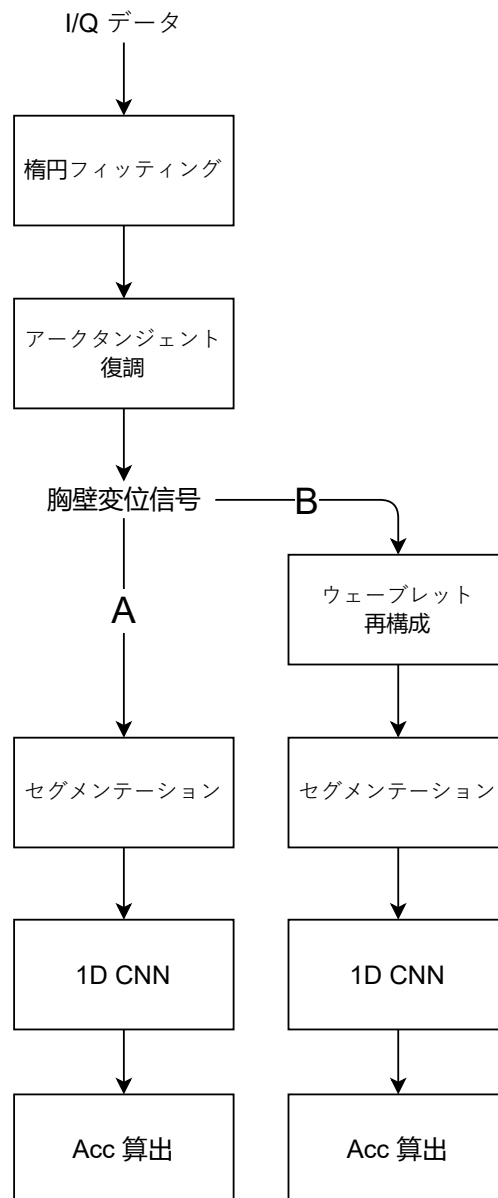 I/Q データ
楕円フィッティング
アークタンジェント
復調
胸壁変位信号
B
A
ウェーブレット
再構成
セグメンテーション
セグメンテーション
1D CNN
1D CNN
Acc 算出
Acc 算出